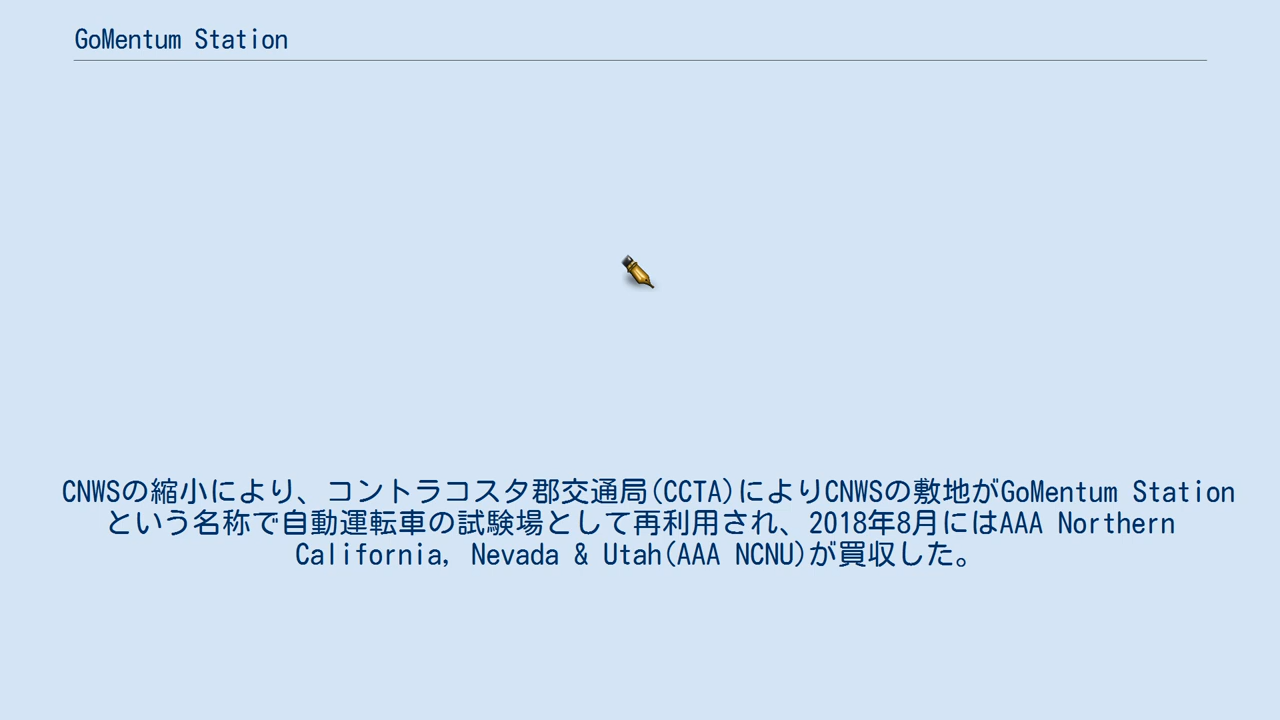 GoMentum Station
CNWSの縮小により、コントラコスタ郡交通局(CCTA)によりCNWSの敷地がGoMentum Station
という名称で自動運転車の試験場として再利用され、2018年8月にはAAA Northern
California, Nevada & Utah(AAA NCNU)が買収した。